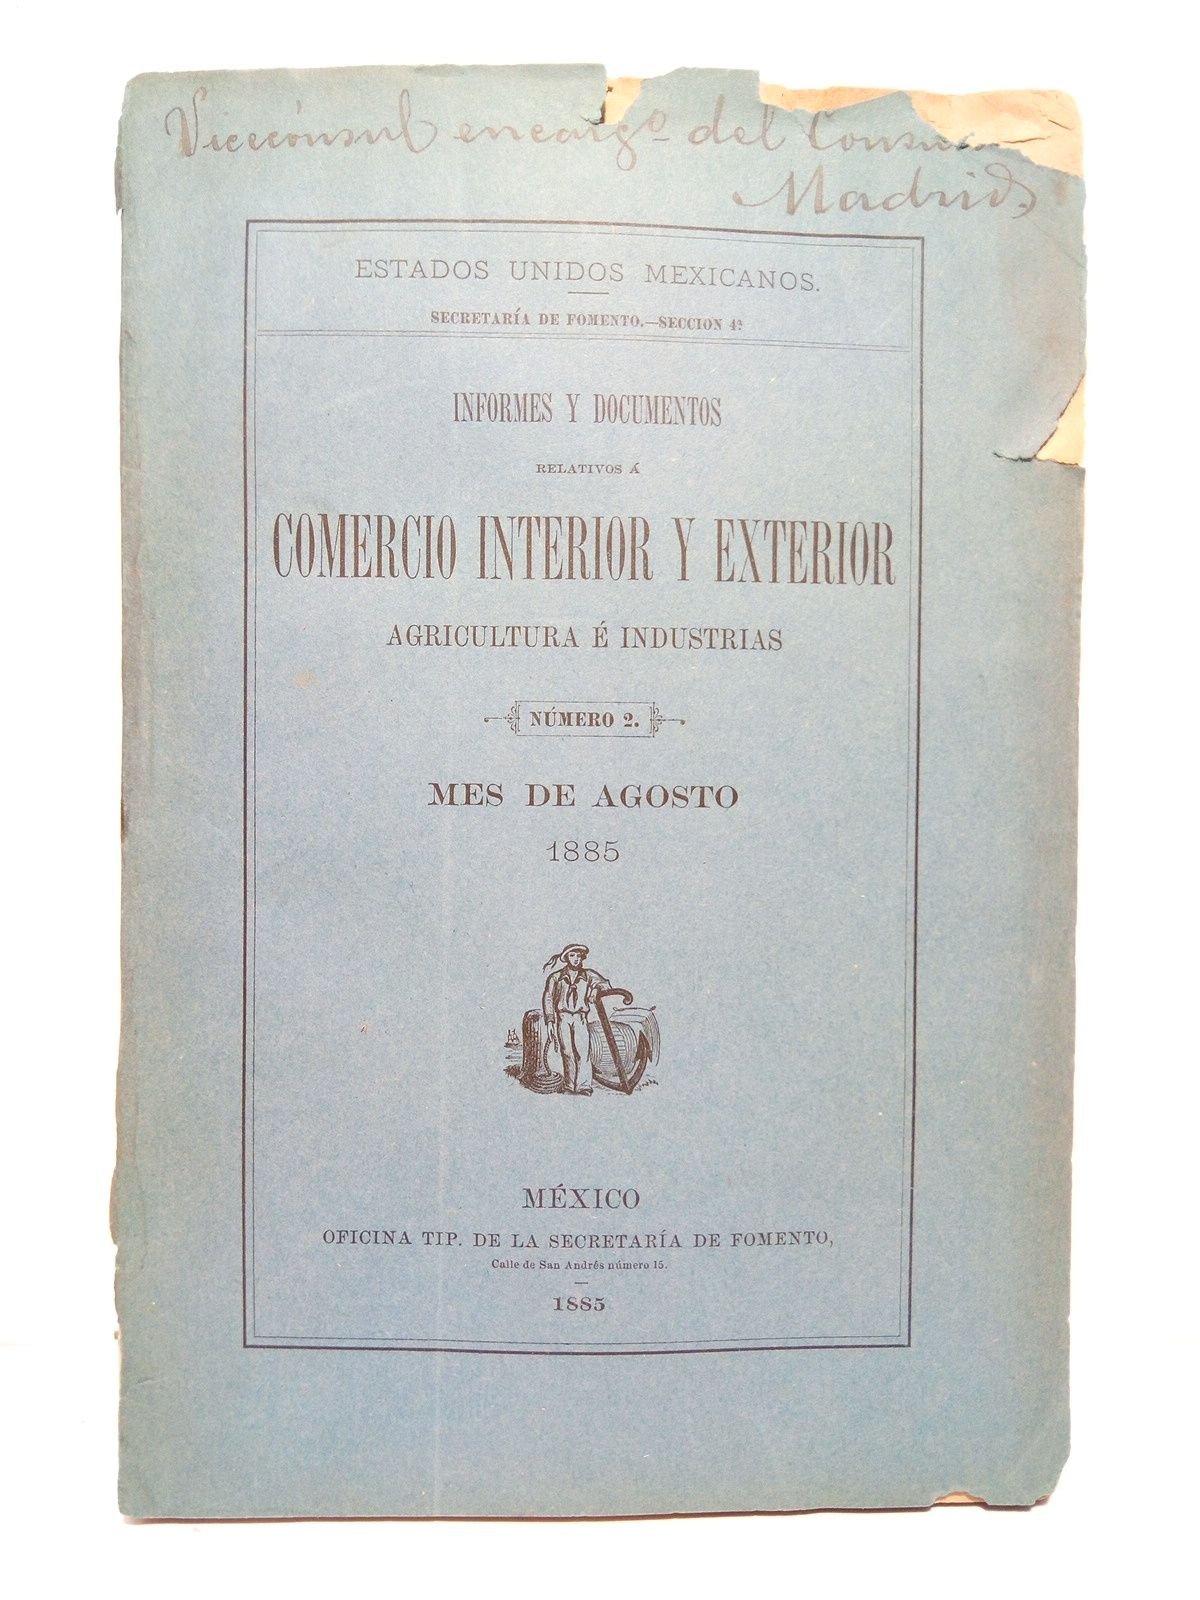 Vicecónsul encargº del
Madrid
ESTADOS UNIDOS MEXICANOS.
SECRETARÍA DE FOMENTO.—SECCION 4ª
INFORMES Y DOCUMENTOS
RELATIVOS Á
COMERCIO INTERIOR Y EXTERIOR
AGRICULTURA É INDUSTRIAS
NÚMERO 2.
MES DE AGOSTO
1885
MÉXICO
OFICINA TIP. DE LA SECRETARÍA DE FOMENTO,
Calle de San Andrés número 15.
1885